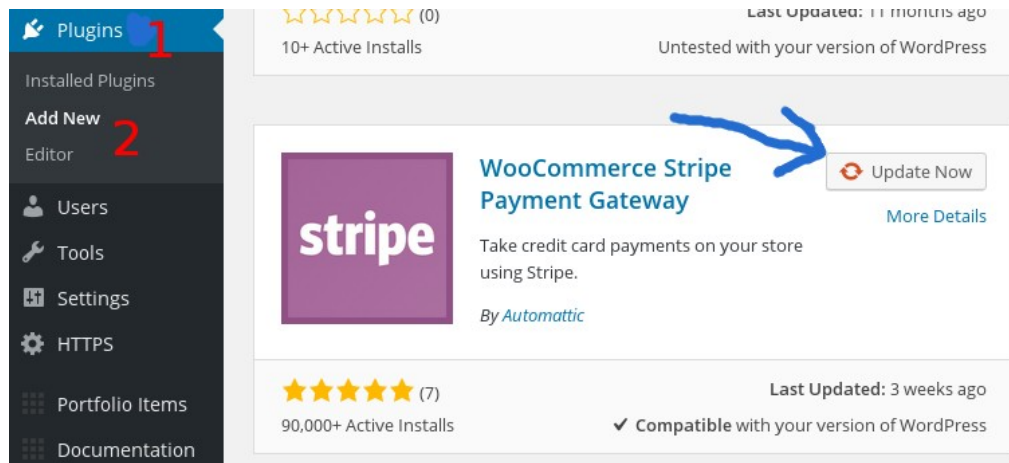 Plugins 1
Installed Plugins
Add New 2
Editor
Users
Tools
Settings
HTTPS
Portfolio Items
Documentation
(0)
Last Updated: 11 months ago
10+ Active Installs
Untested with your version of WordPress
stripe
WooCommerce Stripe
Payment Gateway
Update Now
More Details
Take credit card payments on your store
using Stripe.
By Automattic
(7)
Last Updated: 3 weeks ago
90,000+ Active Installs
✔ Compatible with your version of WordPress